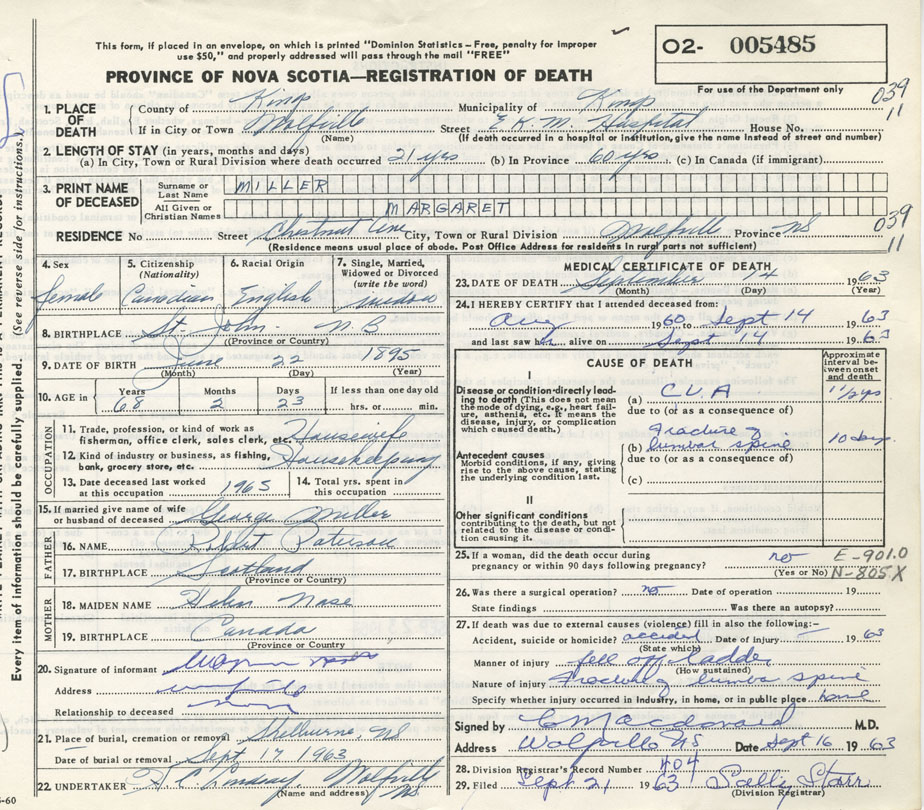 This form, if placed in an envelope, on which is printed "Dominion Statistics – Free, penalty for improper
use $50," and properly addressed will pass through the mail "FREE"
O2- 005485
PROVINCE OF NOVA SCOTIA—REGISTRATION OF DEATH
For use of the Department only
039
11
1. PLACE OF DEATH
County of Kings Municipality of Kings
If in City or Town Wolfville Street E.K.M. Hospital House No.
(Name) (If death occurred in a hospital or institution, give the name instead of street and number)
2. LENGTH OF STAY (in years, months and days)
(a) In City, Town or Rural Division where death occurred 21 yrs (b) In Province 60 yrs. (c) In Canada (if immigrant)
3. PRINT NAME OF DECEASED
Surname or Last Name MILLER
All Given or Christian Names MARGARET
039
11
RESIDENCE No Street Chestnut City, Town or Rural Division Wolfville Province NS
(Residence means usual place of abode. Post Office Address for residents in rural parts not sufficient)
4. Sex female
5. Citizenship (Nationality) Canadian
6. Racial Origin English
7. Single, Married, Widowed or Divorced (write the word) widow
8. BIRTHPLACE St. John. N.B
(Province or Country)
9. DATE OF BIRTH June 22 1895
(Month) (Day) (Year)
10. AGE in Years 68 Months 2 Days 23 If less than one day old hrs. or min.
OCCUPATION
11. Trade, profession, or kind of work as
fisherman, office clerk, sales clerk, etc. Housewife
12. Kind of industry or business, as fishing,
bank, grocery store, etc. Housekeeping
13. Date deceased last worked at this occupation 1963
14. Total yrs. spent in this occupation
15. If married give name of wife
or husband of deceased George Miller
FATHER
16. NAME Robert Paterson
17. BIRTHPLACE Scotland
(Province or Country)
MOTHER
18. MAIDEN NAME Helen Nase
19. BIRTHPLACE Canada
(Province or Country
20. Signature of informant
Address
Relationship to deceased
21. Place of burial, cremation or removal Shelburne, NS
Date of burial or removal Sept. 17 1963
22. UNDERTAKER Lindsay, Wolfville NS
(Name and address)
MEDICAL CERTIFICATE OF DEATH
23. DATE OF DEATH September 1963
(Month) (Day) (Year)
24. I HEREBY CERTIFY that I attended deceased from:
Aug 1960 to Sept 14 1963
and last saw her alive on Sept 14 1963
CAUSE OF DEATH
Approximate interval between onset and death
I
Disease or condition directly leading to death (This does not mean
the mode of dying, e.g., heart failure, asthenia, etc. It means the
disease, injury, or complication
which caused death.)
(a) C.V.A 1 1/2 yrs
due to (or as a consequence of)
Antecedent causes
Morbid conditions, if any, giving
rise to the above cause, stating
the underlying condition last.
(b) Fracture of lumbar spine 10 days
due to (or as a consequence of)
(c)
II
Other significant conditions
contributing to the death, but not
related to the disease or condition causing it.
25. If a woman, did the death occur during
pregnancy or within 90 days following pregnancy? no
(Yes or No)
E-901.0
N-805X
26. Was there a surgical operation? no Date of operation 19
State findings Was there an autopsy?
27. If death was due to external causes (violence) fill in also the following:-
Accident, suicide or homicide? accident Date of injury 1963
(State which)
Manner of injury fell off ladder
(How sustained)
Nature of injury Fracture of lumbar spine
Specify whether injury occurred in Industry, in home, or in public place home
Signed by C Macdonald M.D.
Address Wolfville NS Date Sept 16 1963
28. Division Registrar's Record Number 404
29. Filed Sept 21 1963 Sally Starr
(Division Registrar)
Every item of information should be carefully supplied. (See reverse side for instructions.)
-60